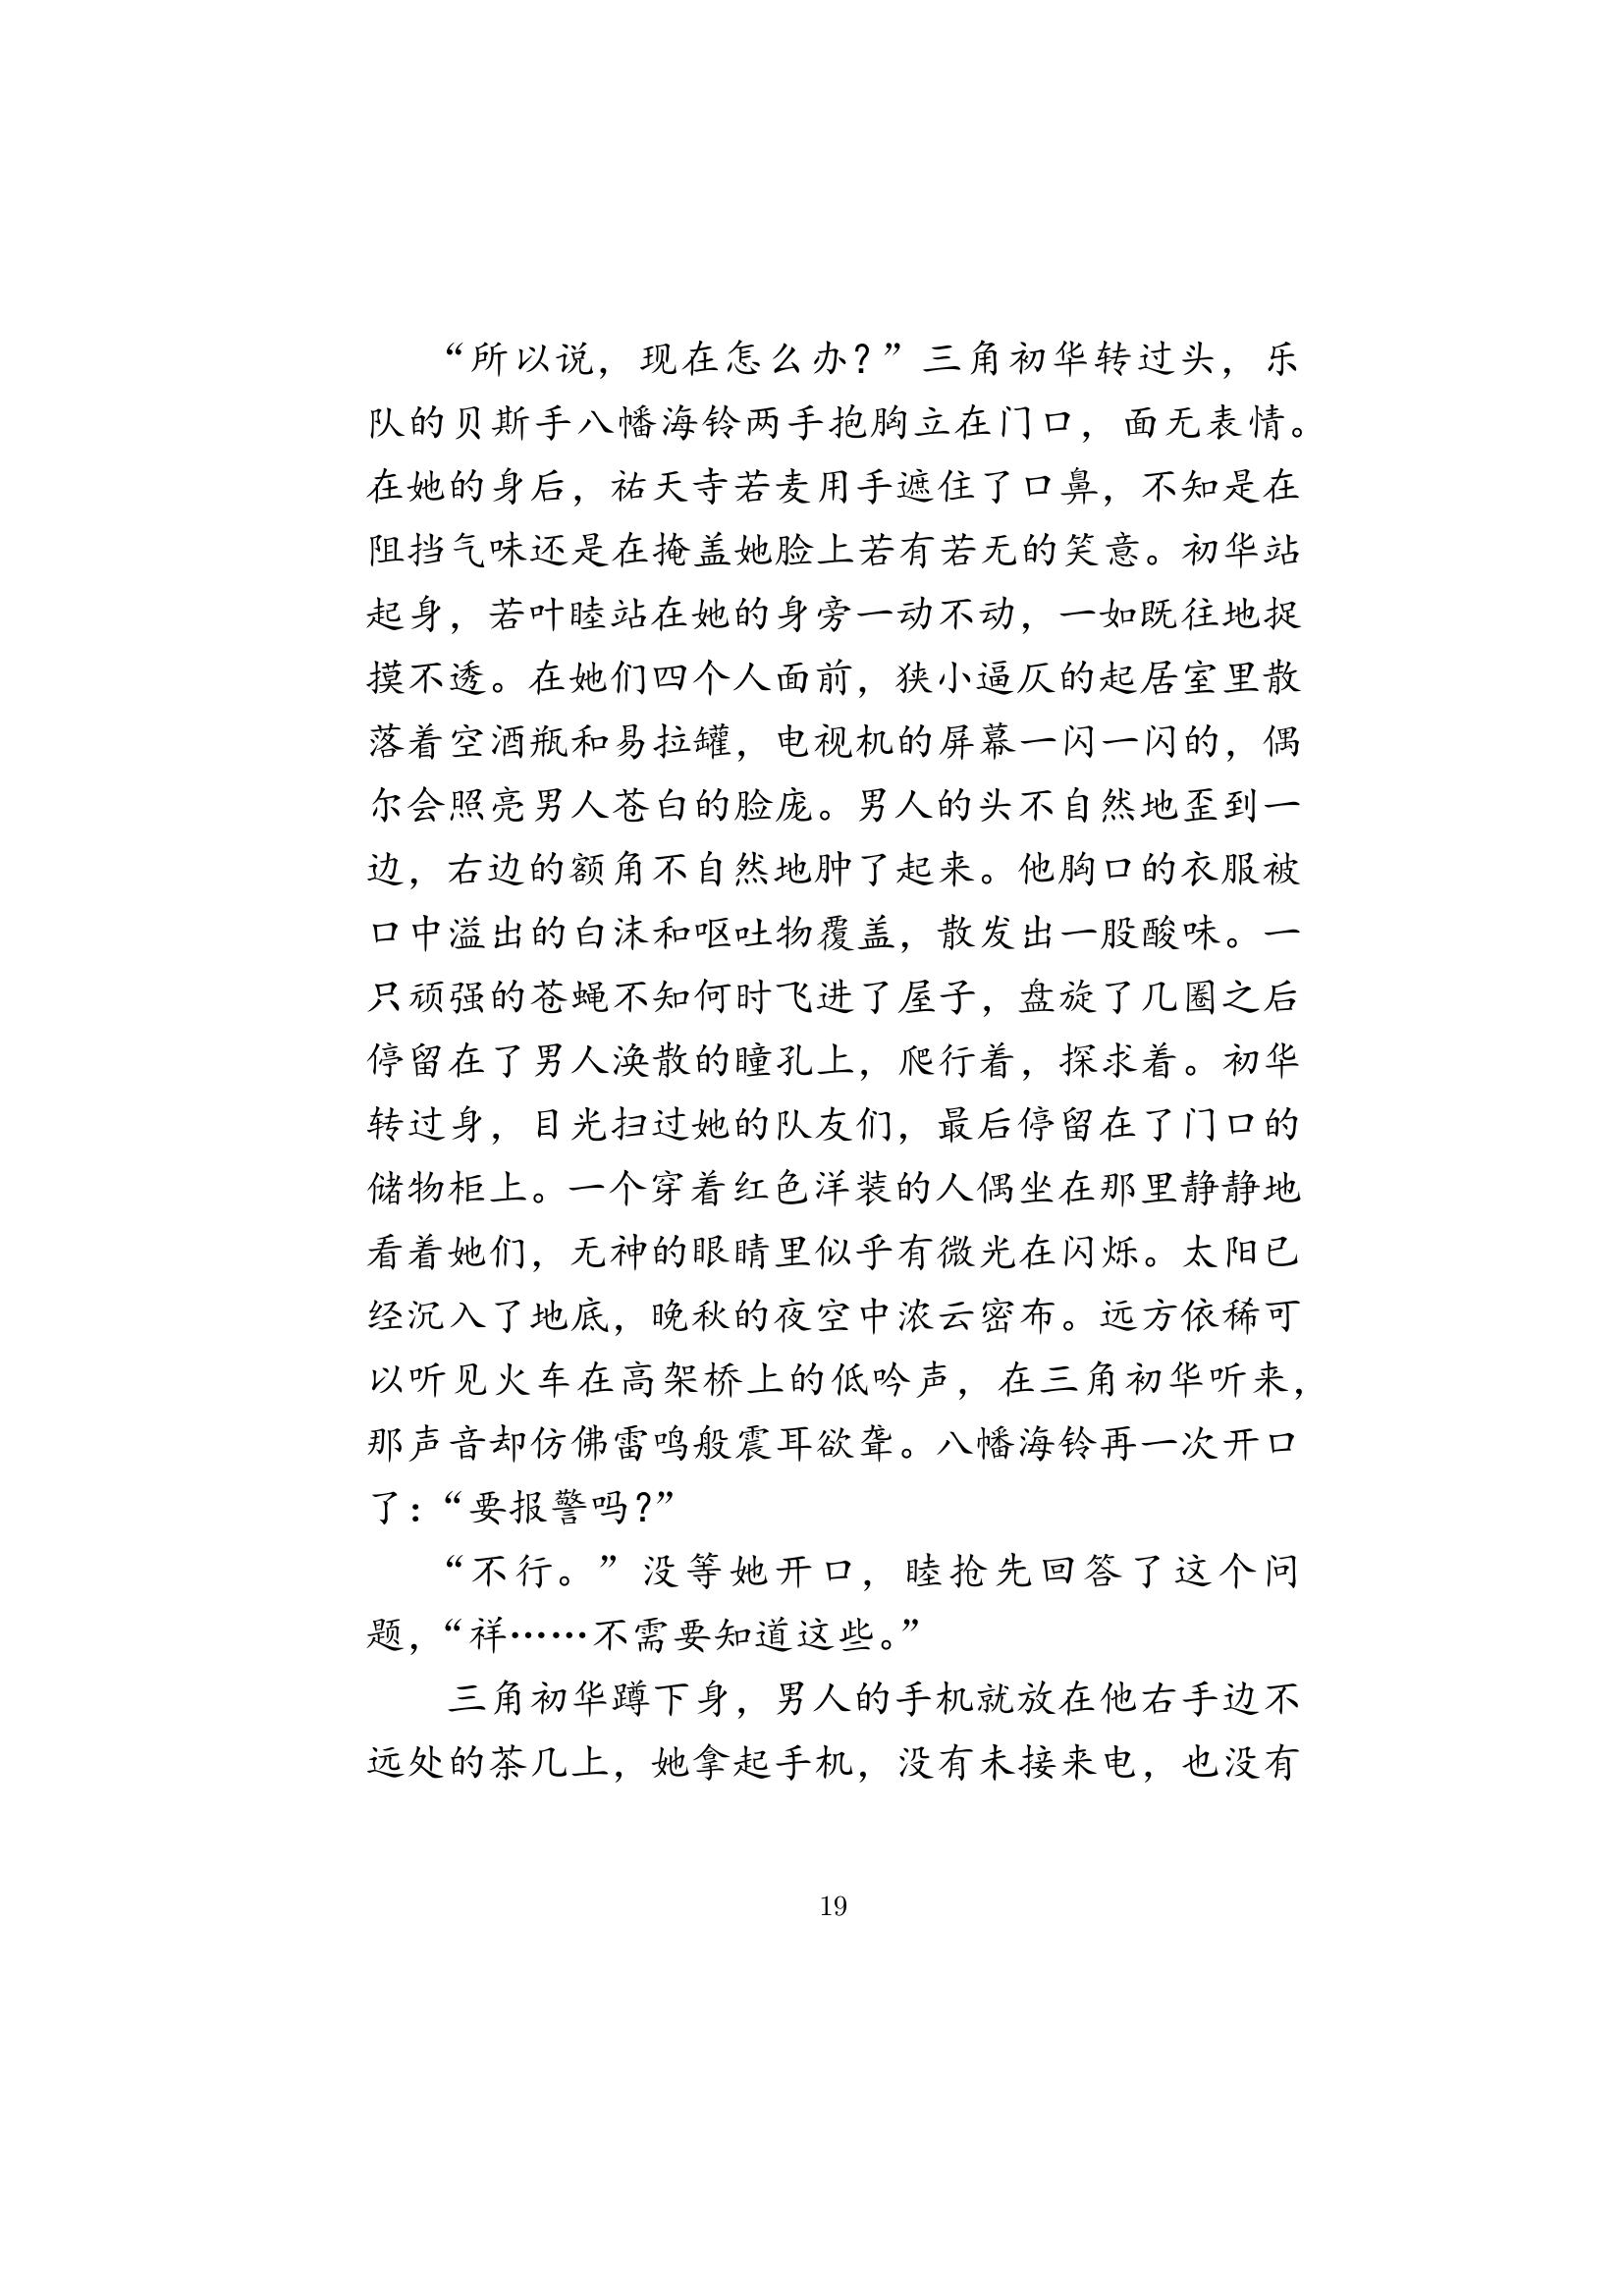 “所以说，现在怎么办？”三角初华转过头，乐
队的贝斯手八幡海铃两手抱胸立在门口，面无表情。
在她的身后，祐天寺若麦用手遮住了口鼻，不知是在
阻挡气味还是在掩盖她脸上若有若无的笑意。初华站
起身，若叶睦站在她的身旁一动不动，一如既往地捉
摸不透。在她们四个人面前，狭小逼仄的起居室里散
落着空酒瓶和易拉罐，电视机的屏幕一闪一闪的，偶
尔会照亮男人苍白的脸庞。男人的头不自然地歪到一
边，右边的额角不自然地肿了起来。他胸口的衣服被
口中溢出的白沫和呕吐物覆盖，散发出一股酸味。一
只顽强的苍蝇不知何时飞进了屋子，盘旋了几圈之后
停留在了男人涣散的瞳孔上，爬行着，探求着。初华
转过身，目光扫过她的队友们，最后停留在了门口的
储物柜上。一个穿着红色洋装的人偶坐在那里静静地
看着她们，无神的眼睛里似乎有微光在闪烁。太阳已
经沉入了地底，晚秋的夜空中浓云密布。远方依稀可
以听见火车在高架桥上的低吟声，在三角初华听来，
那声音却仿佛雷鸣般震耳欲聋。八幡海铃再一次开口
了：“要报警吗？”
“不行。”没等她开口，睦抢先回答了这个问
题，“祥……不需要知道这些。”
三角初华蹲下身，男人的手机就放在他右手边不
远处的茶几上，她拿起手机，没有未接来电，也没有
19